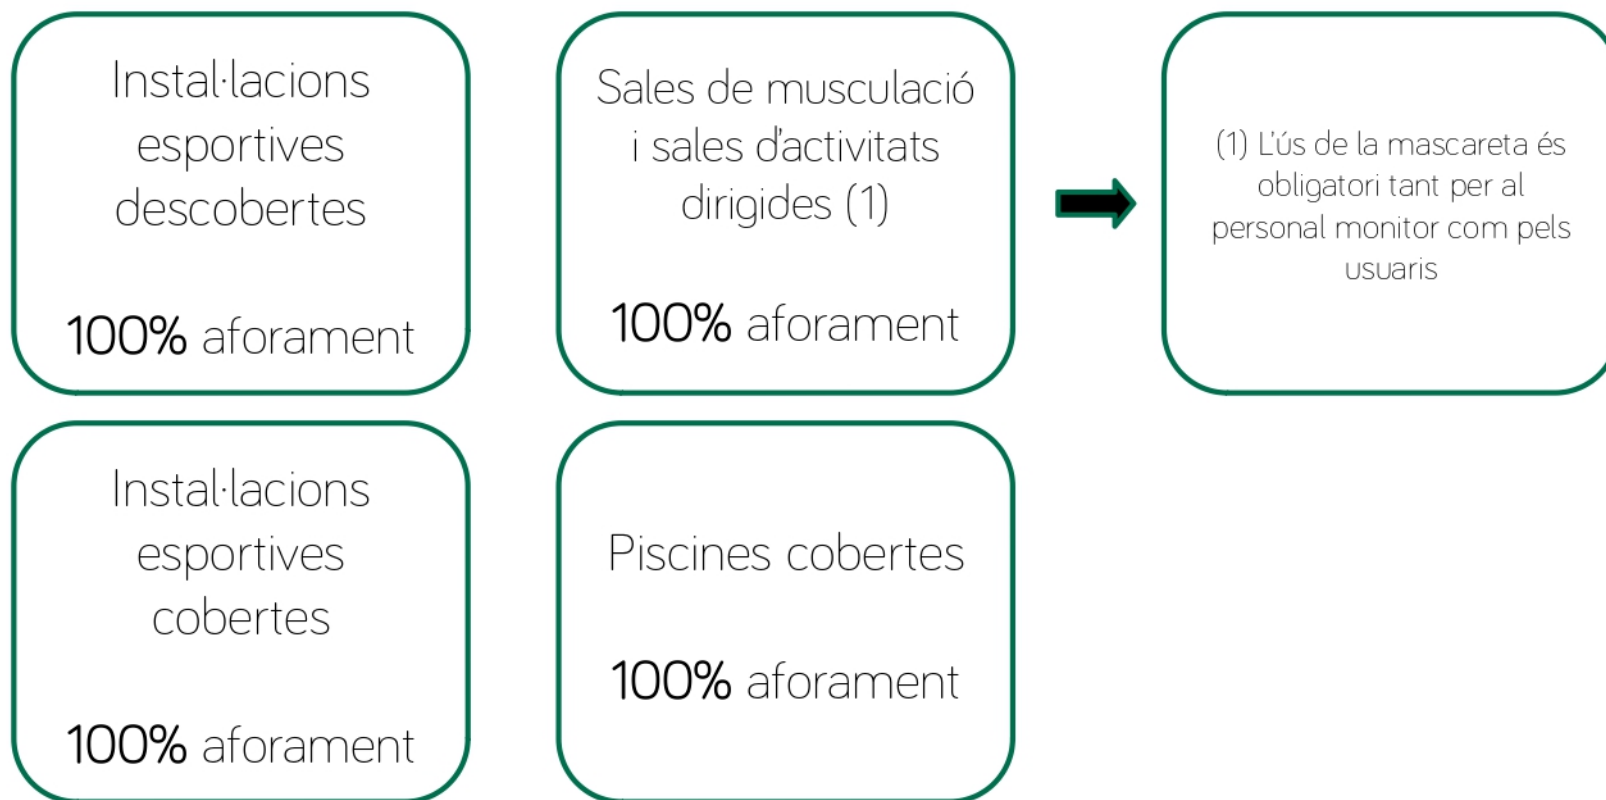 Instal·lacions
esportives
descobertes
100% aforament
Sales de musculació
i sales d'activitats
dirigides (1)
100% aforament
(1) L'ús de la mascareta és
obligatori tant per al
personal monitor com pels
usuaris
Instal·lacions
esportives
cobertes
100% aforament
Piscines cobertes
100% aforament